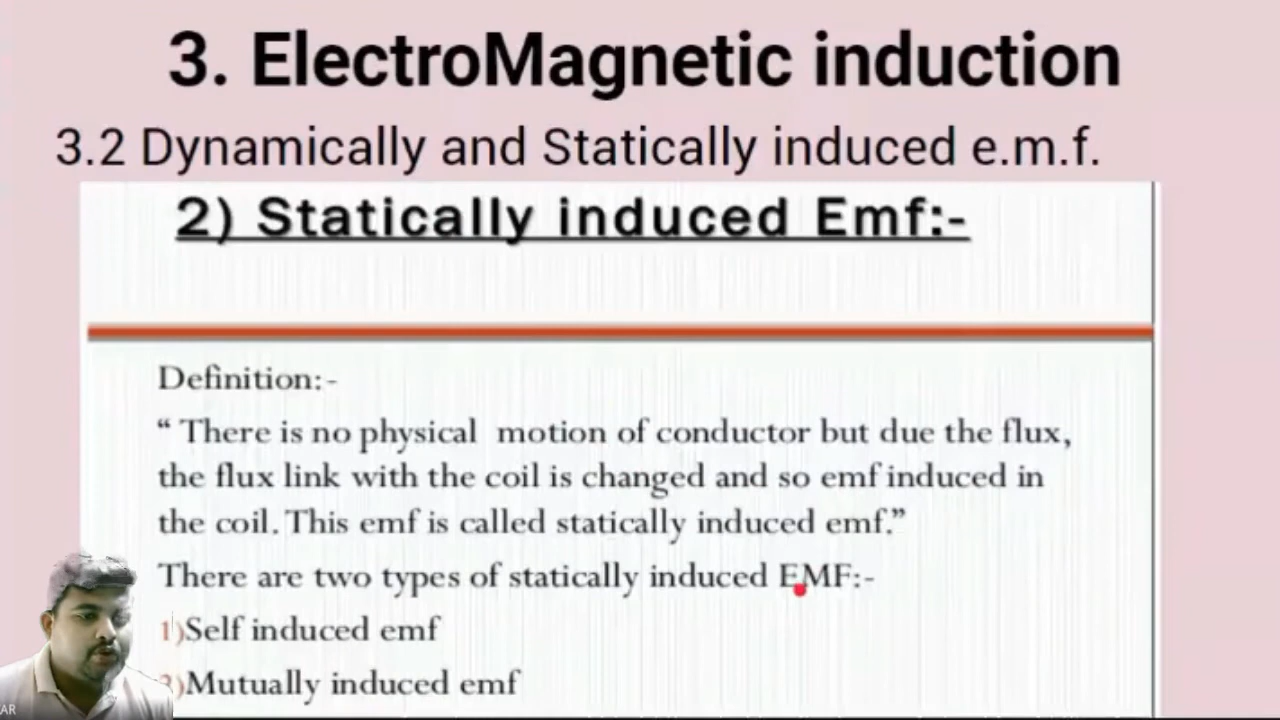 3. ElectroMagnetic induction
3.2 Dynamically and Statically induced e.m.f.
2) Statically induced Emf:-
Definition:-
“ There is no physical motion of conductor but due the flux,
the flux link with the coil is changed and so emf induced in
the coil. This emf is called statically induced emf.”
There are two types of statically induced EMF:-
1)Self induced emf
)Mutually induced emf
AR